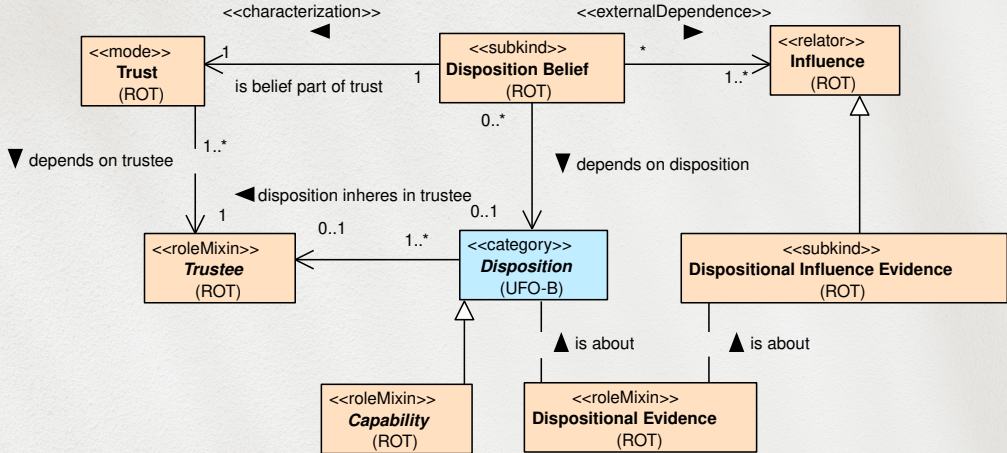 <<characterization>>
<<externalDependence>>
<<mode>>
Trust
(ROT)
1
is belief part of trust
1
<<subkind>>
Disposition Belief
(ROT)
*
1..*
<<relator>>
Influence
(ROT)
0..*
1..*
depends on trustee
depends on disposition
disposition inheres in trustee
1
0..1
0..1
1..*
<<roleMixin>>
Trustee
(ROT)
<<category>>
Disposition
(UFO-B)
<<subkind>>
Dispositional Influence Evidence
(ROT)
is about
is about
<<roleMixin>>
Capability
(ROT)
<<roleMixin>>
Dispositional Evidence
(ROT)